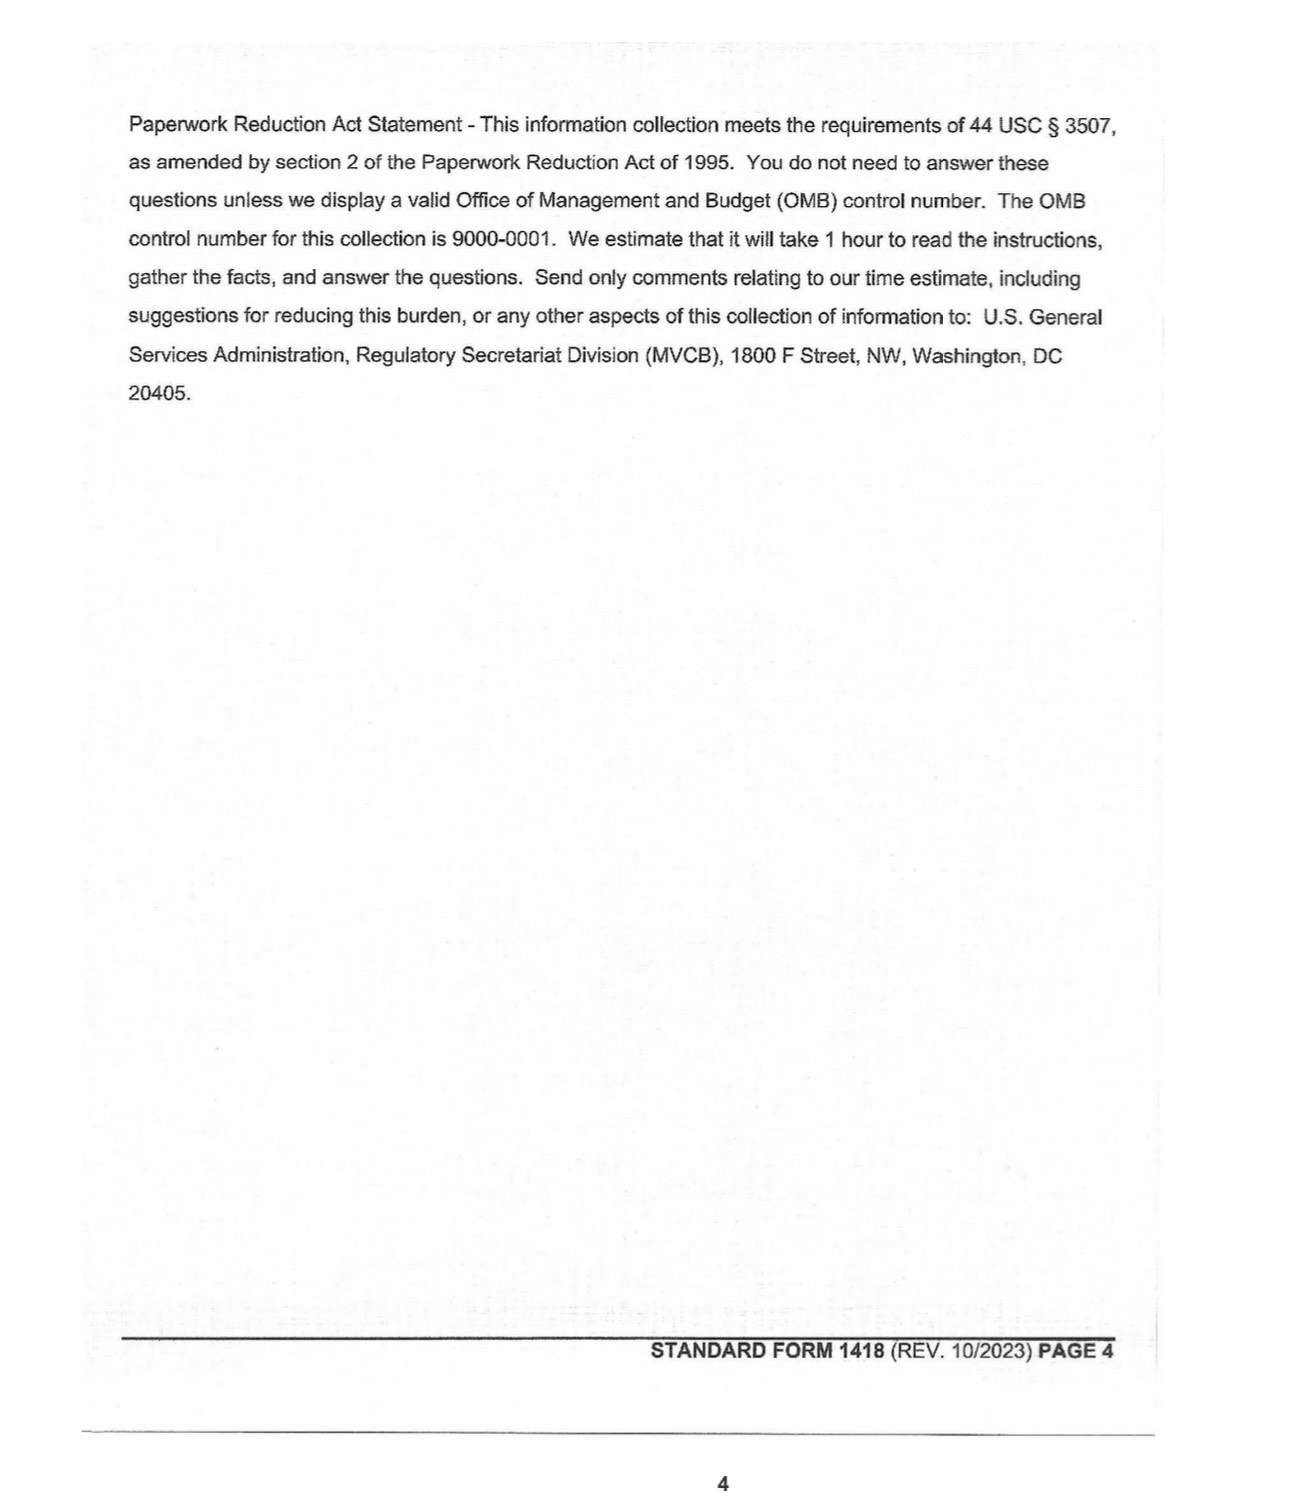 Paperwork Reduction Act Statement - This information collection meets the requirements of 44 USC § 3507,
as amended by section 2 of the Paperwork Reduction Act of 1995.  You do not need to answer these
questions unless we display a valid Office of Management and Budget (OMB) control number.  The OMB
control number for this collection is 9000-0001.  We estimate that it will take 1 hour to read the instructions,
gather the facts, and answer the questions.  Send only comments relating to our time estimate, including
suggestions for reducing this burden, or any other aspects of this collection of information to:  U.S. General
Services Administration, Regulatory Secretariat Division (MVCB), 1800 F Street, NW, Washington, DC
20405.
STANDARD FORM 1418 (REV. 10/2023) PAGE 4
4